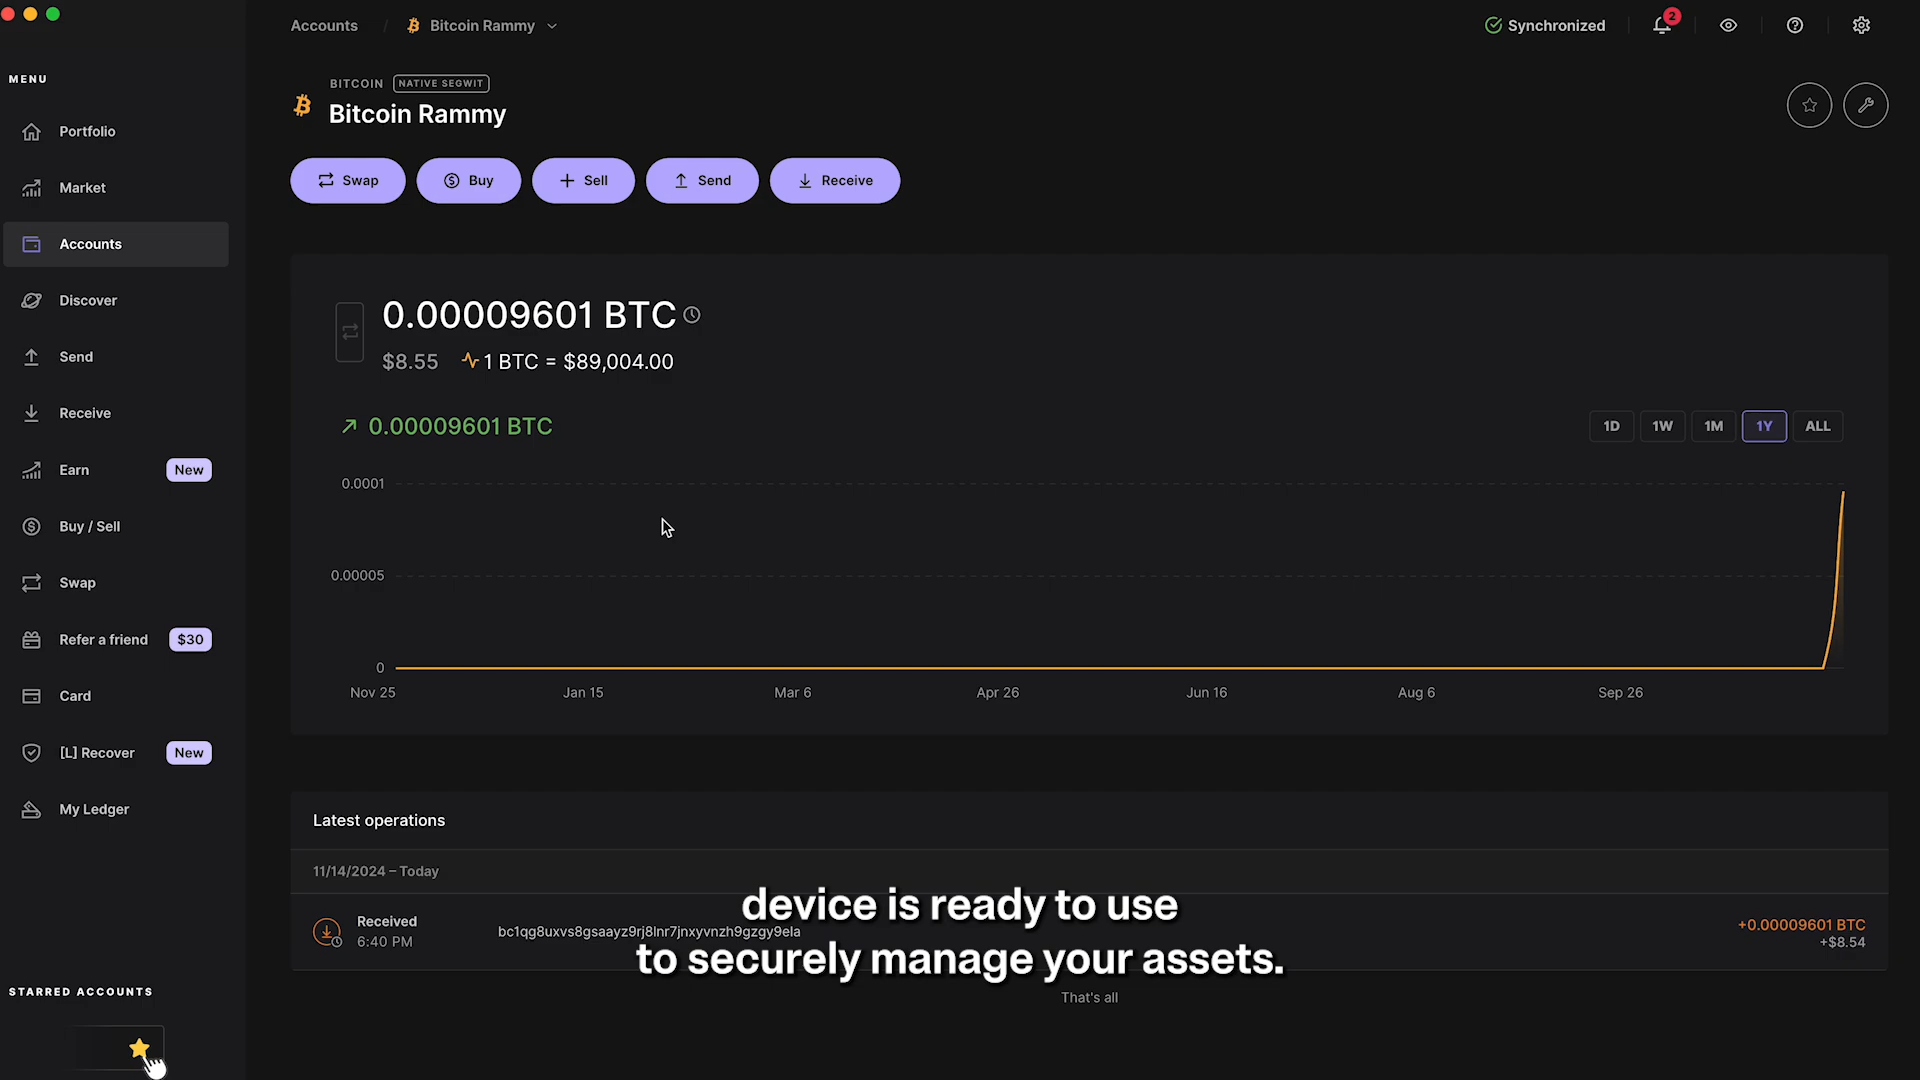 Accounts / Bitcoin Rammy
Synchronized
2
MENU
Portfolio
Market
Accounts
Discover
Send
Receive
Earn New
Buy / Sell
Swap
Refer a friend $30
Card
[L] Recover New
My Ledger
STARRED ACCOUNTS
BITCOIN NATIVE SEGWIT
Bitcoin Rammy
Swap Buy Sell Send Receive
0.00009601 BTC
$8.55 1 BTC = $89,004.00
0.00009601 BTC
1D 1W 1M 1Y ALL
0.0001
0.00005
0
Nov 25 Jan 15 Mar 6 Apr 26 Jun 16 Aug 6 Sep 26
Latest operations
11/14/2024 – Today
Received
6:40 PM
bc1qg8uxvs8gsaayz9rj8lnr7jnxyvnzh9gzgy9ela
+0.00009601 BTC
+$8.54
That's all
device is ready to use
to securely manage your assets.